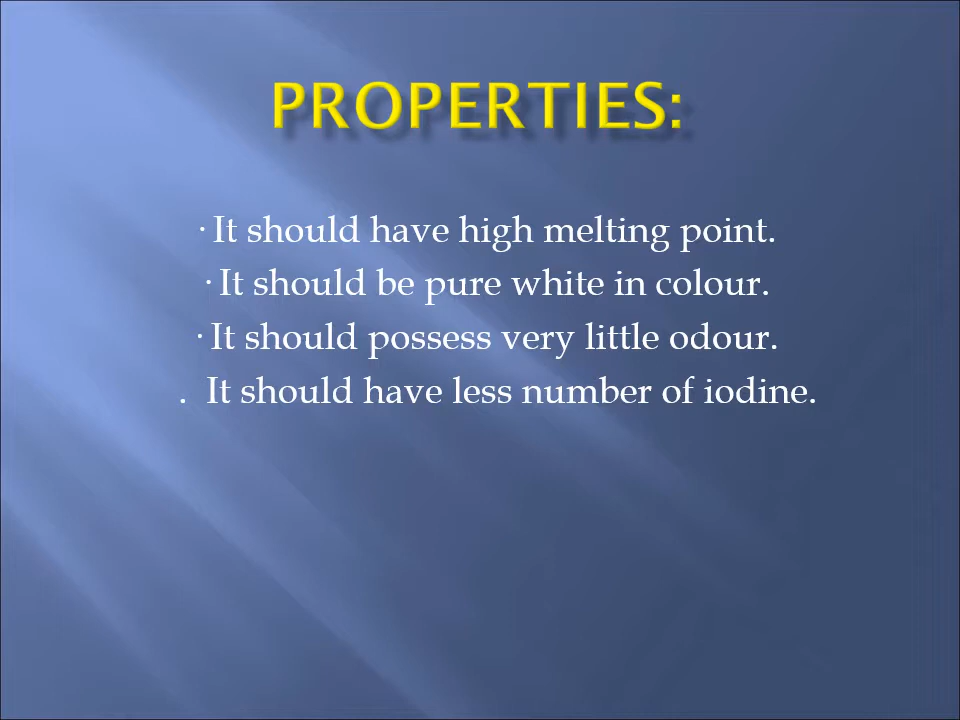 PROPERTIES:
· It should have high melting point.
· It should be pure white in colour.
· It should possess very little odour.
. It should have less number of iodine.